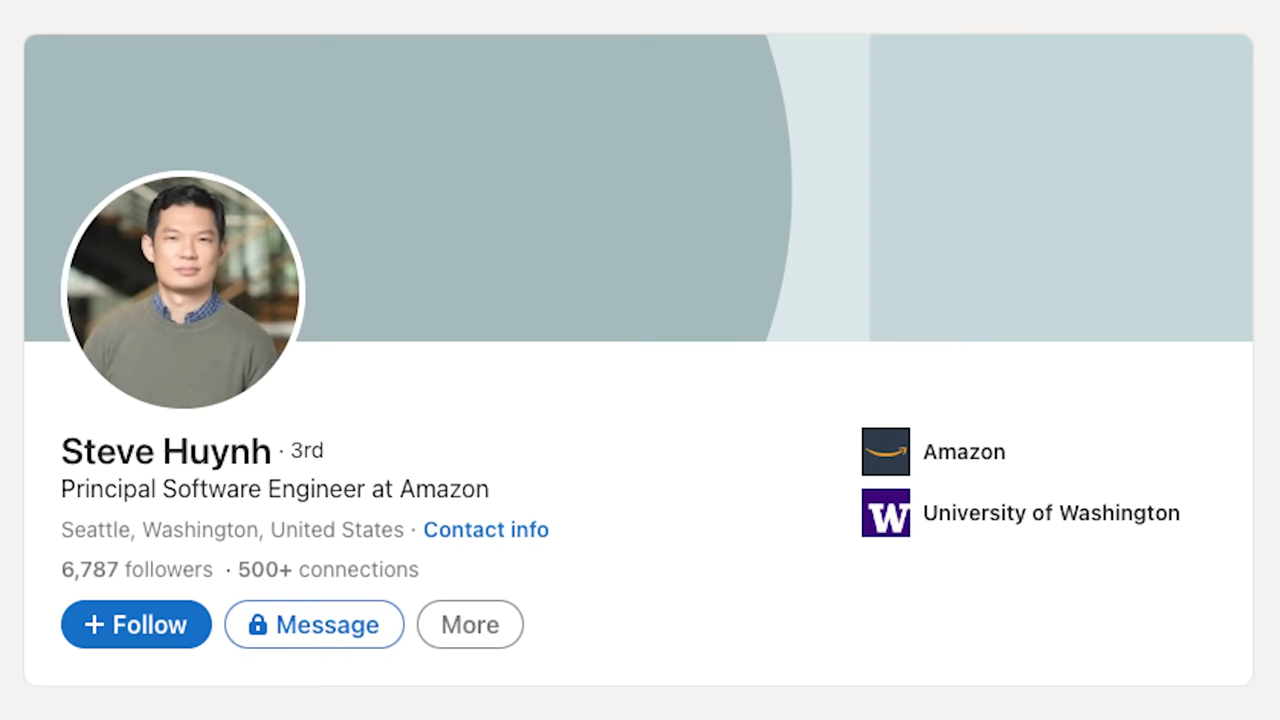 Steve Huynh · 3rd
Principal Software Engineer at Amazon
Seattle, Washington, United States · Contact info
6,787 followers · 500+ connections
+ Follow
Message
More
Amazon
W
University of Washington